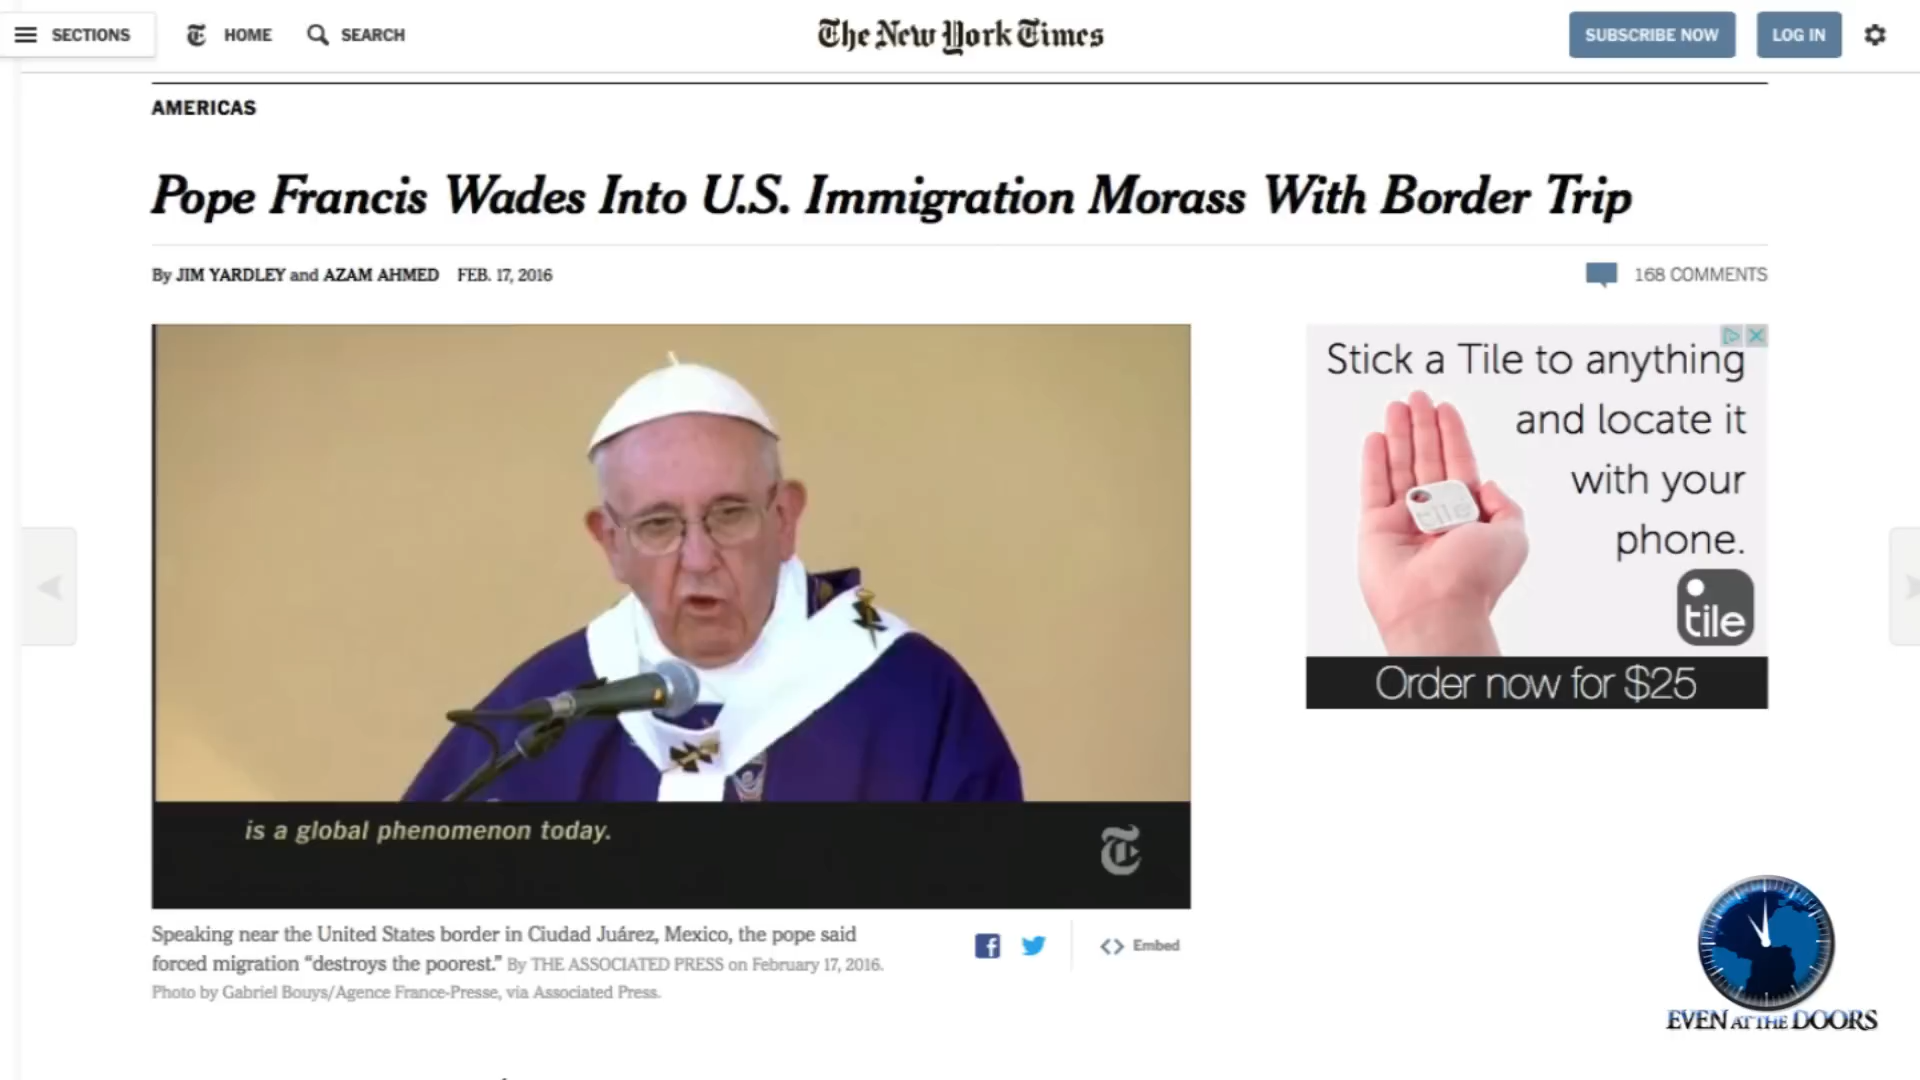 SECTIONS
HOME
SEARCH
The New York Times
SUBSCRIBE NOW
LOG IN
AMERICAS
Pope Francis Wades Into U.S. Immigration Morass With Border Trip
By JIM YARDLEY and AZAM AHMED FEB. 17, 2016
168 COMMENTS
is a global phenomenon today.
Stick a Tile to anything
and locate it
with your
phone.
tile
tile
Order now for $25
Speaking near the United States border in Ciudad Juárez, Mexico, the pope said
forced migration “destroys the poorest.” By THE ASSOCIATED PRESS on February 17, 2016.
Photo by Gabriel Bouys/Agence France-Presse, via Associated Press.
Embed
EVEN AT THE DOORS